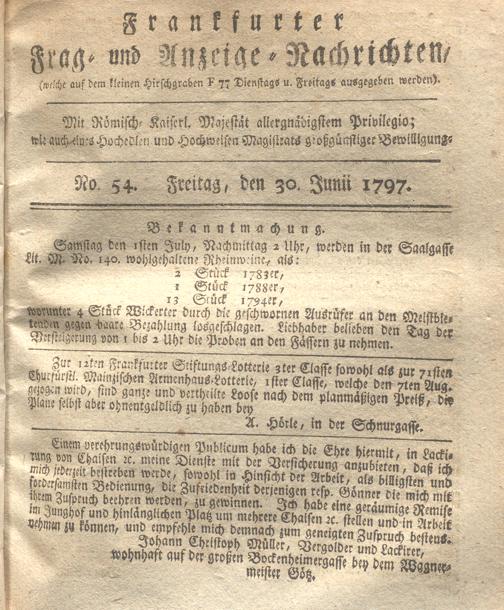 Frankfurter
Frag- und Anzeige-Nachrichten,
(welche auf dem kleinen Hirschgraben F 77 Dienstags u. Freitags ausgegeben werden).
Mit Römisch-Kaiserl. Majestät allergnädigstem Privilegio;
wie auch eines Hochedlen und Hochweisen Magistrats großgünstiger Bewilligung.
No. 54. Freitag, den 30. Junii 1797.
Bekanntmachung.
Samstag den 1sten July, Nachmittag 2 Uhr, werden in der Saalgasse
Lit. M. No. 140. wohlgehaltene Rheinweine, als:
2 Stück 1783er,
1 Stück 1788er,
13 Stück 1794er,
worunter 4 Stück Wickerter durch die geschwornen Ausrüfer an den Meistbie-
tenden gegen baare Bezahlung losgeschlagen. Liebhaber belieben den Tag der
Versteigerung von 1 bis 2 Uhr die Proben an den Fässern zu nehmen.
Zur 12ten Frankfurter Stiftungs-Lotterie 3ter Classe sowohl als zur 71sten
Churfürstl. Mainzischen Armenhaus-Lotterie, 1ster Classe, welche den 7ten Aug.
gezogen wird, sind ganze und vertheilte Loose nach dem planmäßigen Preiß, die
Plane selbst aber ohnentgeldlich zu haben bey
A. Hörle, in der Schnurgasse.
Einem verehrungswürdigen Publicum habe ich die Ehre hiermit, in Lacki-
rung von Chaisen ꝛc. meine Dienste mit der Versicherung anzubieten, daß ich
mich jederzeit bestreben werde, sowohl in Hinsicht der Arbeit, als billigsten und
fordersamsten Bedienung, die Zufriedenheit derjenigen resp. Gönner die mich mit
ihrem Zuspruch beehren werden, zu gewinnen. Ich habe eine geräumige Remise
im Junghof und hinlänglichen Platz um mehrere Chaisen ꝛc. stellen und in Arbeit
nehmen zu können, und empfehle mich demnach zum geneigten Zuspruch bestens.
Johann Christoph Müller, Vergolder und Lackirer,
wohnhaft auf der großen Bockenheimergasse bey dem Wagner-
meister Götz.